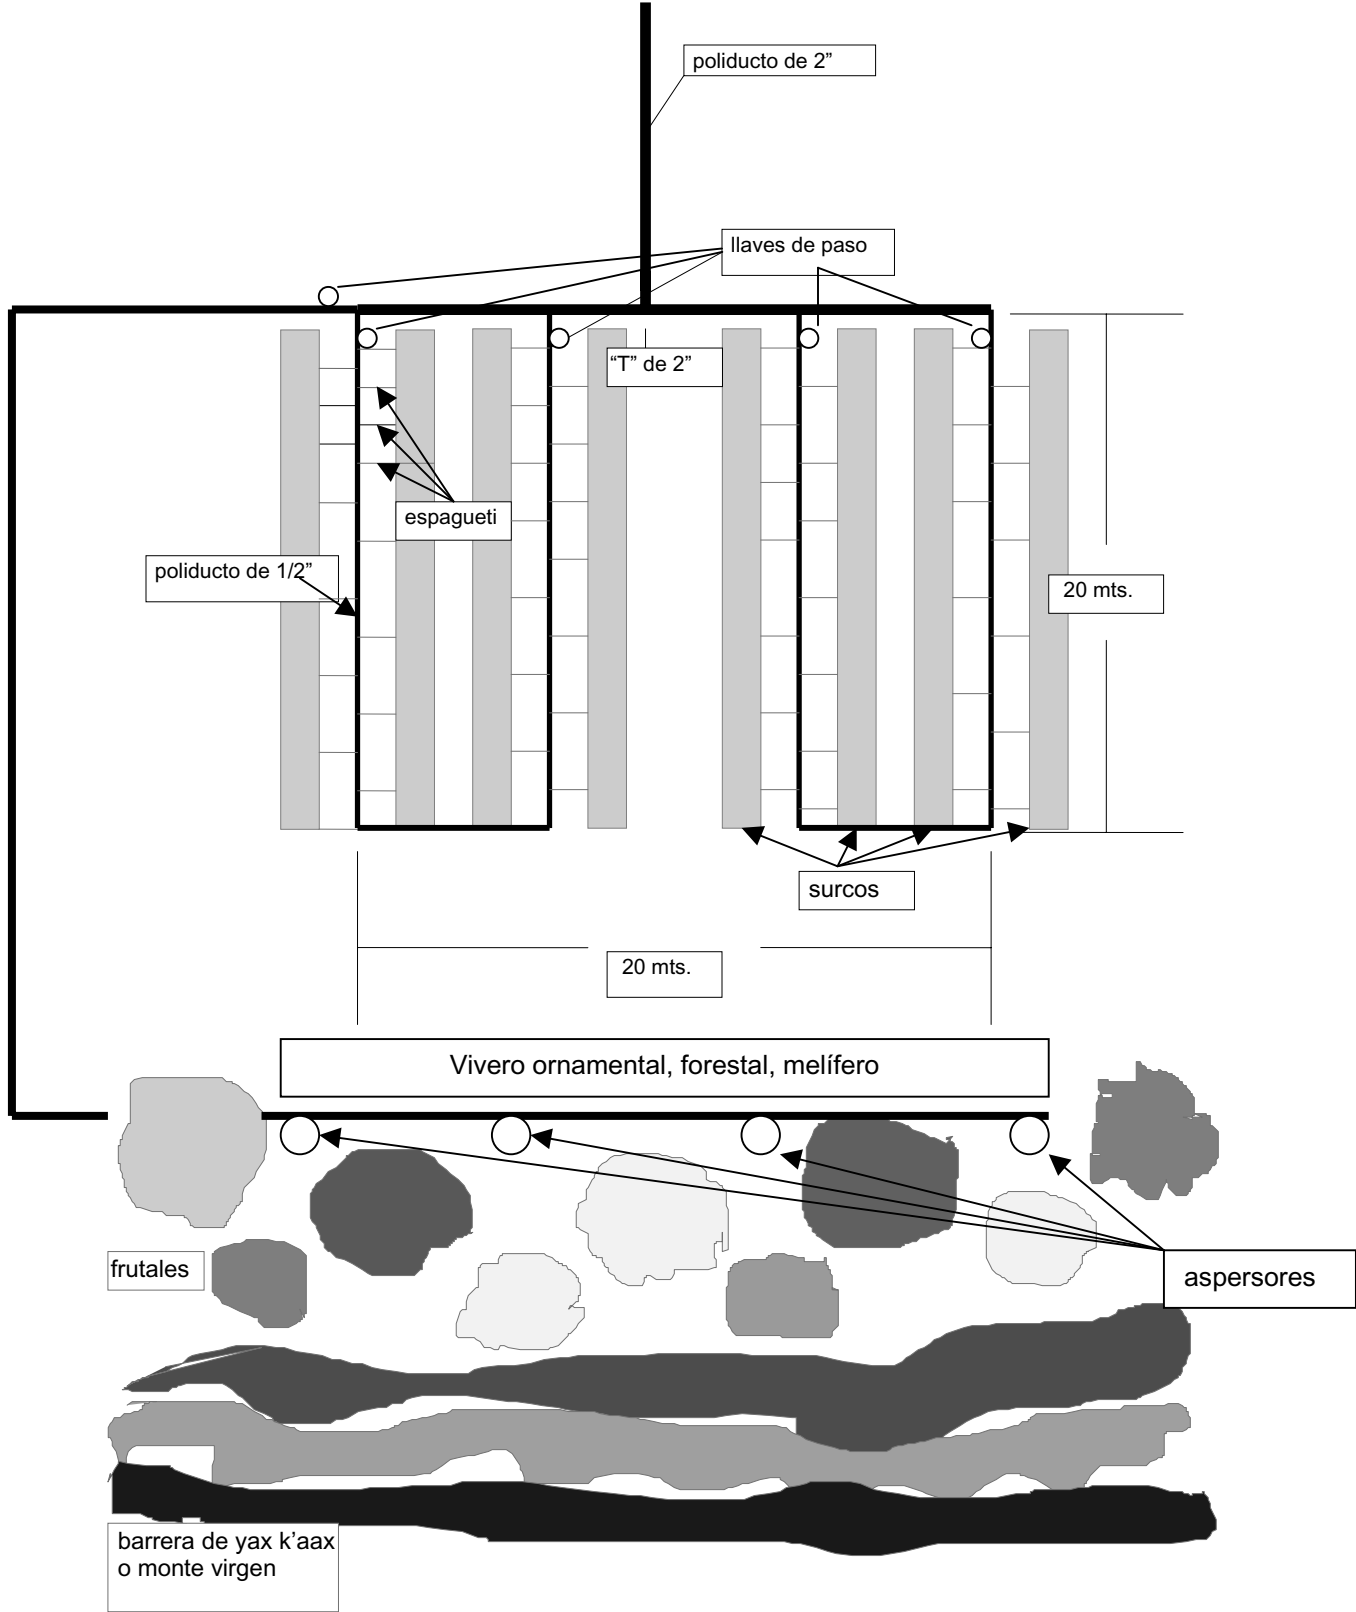 poliducto de 2”
llaves de paso
“T” de 2”
espagueti
poliducto de 1/2”
20 mts.
surcos
20 mts.
Vivero ornamental, forestal, melífero
frutales
aspersores
barrera de yax k’aax
o monte virgen